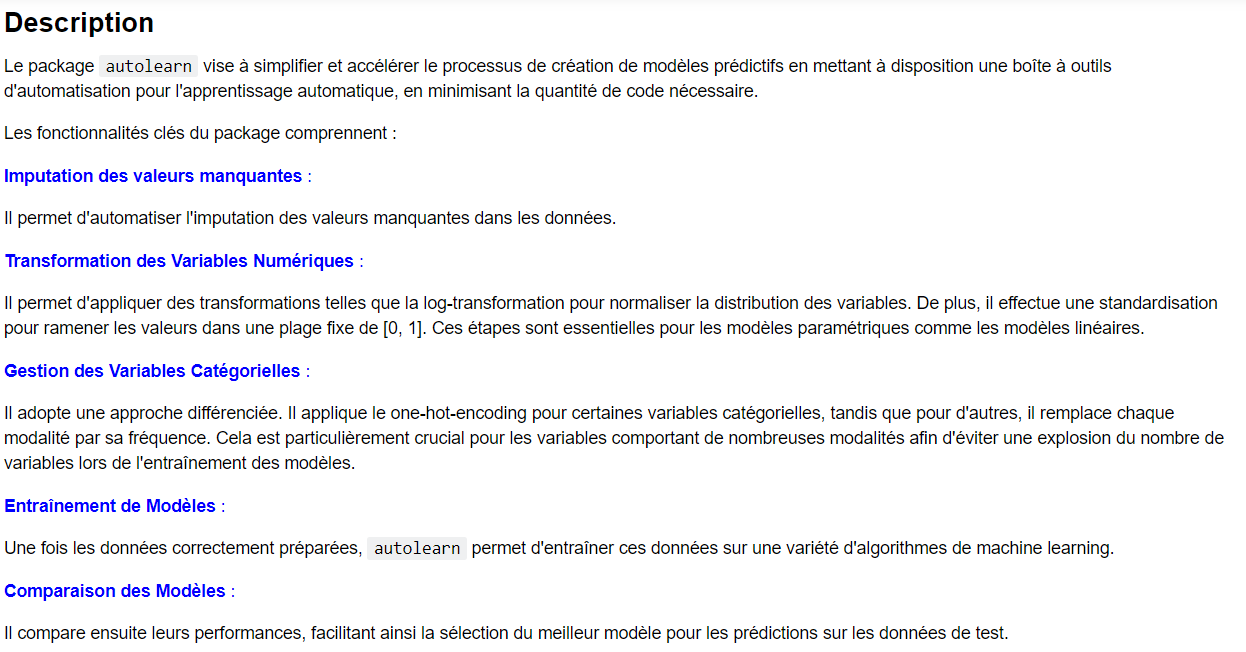 Description
Le package autolearn vise à simplifier et accélérer le processus de création de modèles prédictifs en mettant à disposition une boîte à outils
d'automatisation pour l'apprentissage automatique, en minimisant la quantité de code nécessaire.
Les fonctionnalités clés du package comprennent :
Imputation des valeurs manquantes :
Il permet d'automatiser l'imputation des valeurs manquantes dans les données.
Transformation des Variables Numériques :
Il permet d'appliquer des transformations telles que la log-transformation pour normaliser la distribution des variables. De plus, il effectue une standardisation
pour ramener les valeurs dans une plage fixe de [0, 1]. Ces étapes sont essentielles pour les modèles paramétriques comme les modèles linéaires.
Gestion des Variables Catégorielles :
Il adopte une approche différenciée. Il applique le one-hot-encoding pour certaines variables catégorielles, tandis que pour d'autres, il remplace chaque
modalité par sa fréquence. Cela est particulièrement crucial pour les variables comportant de nombreuses modalités afin d'éviter une explosion du nombre de
variables lors de l'entraînement des modèles.
Entraînement de Modèles :
Une fois les données correctement préparées, autolearn permet d'entraîner ces données sur une variété d'algorithmes de machine learning.
Comparaison des Modèles :
Il compare ensuite leurs performances, facilitant ainsi la sélection du meilleur modèle pour les prédictions sur les données de test.